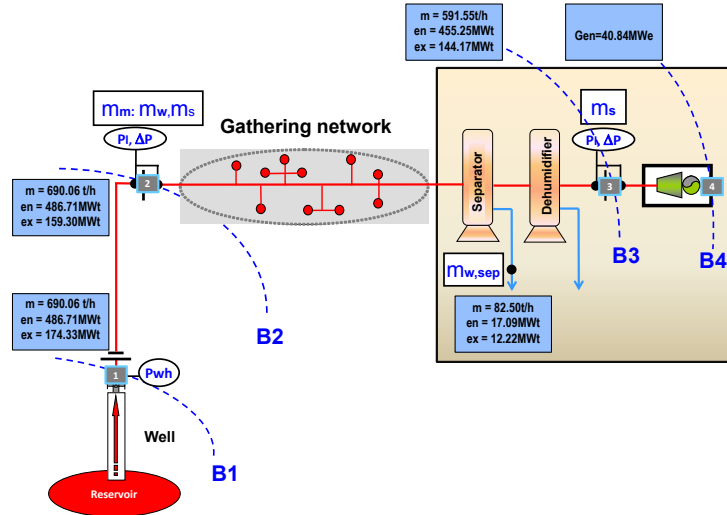 m = 591.55t/h
en = 455.25MWt
ex = 144.17MWt
Gen=40.84MWe
mm: mw,ms
PI, ΔP
Gathering network
ms
PI, ΔP
2
Separator
Dehumidifier
3
4
m = 690.06 t/h
en = 486.71MWt
ex = 159.30MWt
B3
B4
mw,sep
m = 690.06 t/h
en = 486.71MWt
ex = 174.33MWt
B2
m = 82.50t/h
en = 17.09MWt
ex = 12.22MWt
1
Pwh
Well
B1
Reservoir